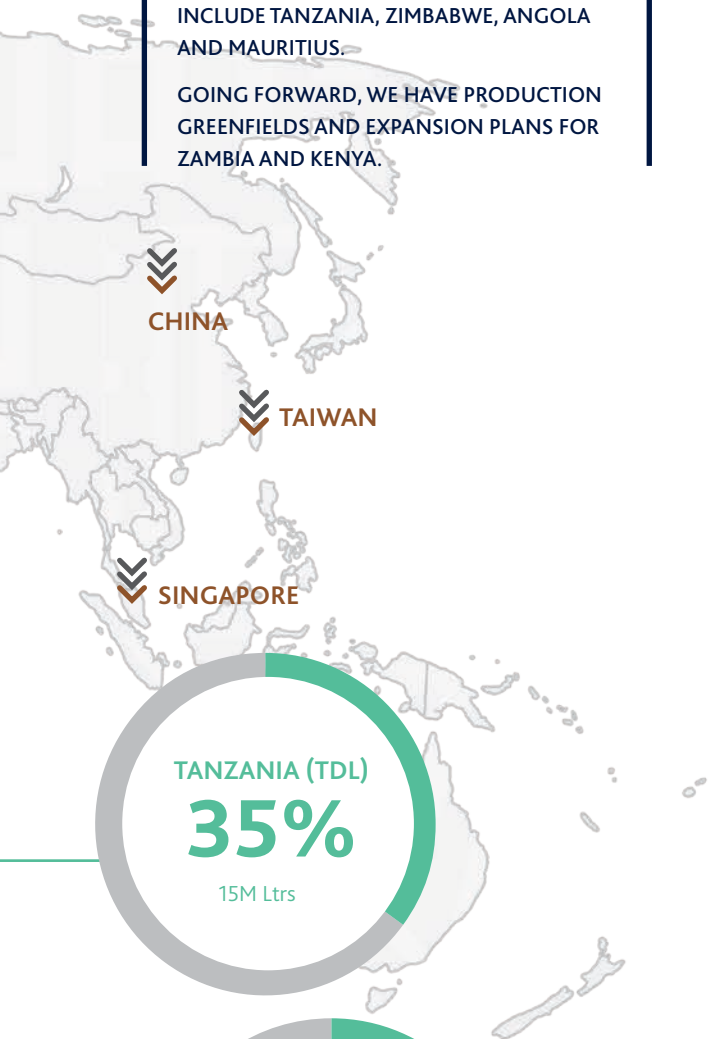 INCLUDE TANZANIA, ZIMBABWE, ANGOLA
AND MAURITIUS.
GOING FORWARD, WE HAVE PRODUCTION
GREENFIELDS AND EXPANSION PLANS FOR
ZAMBIA AND KENYA.
CHINA
TAIWAN
SINGAPORE
TANZANIA (TDL)
35%
15M Ltrs